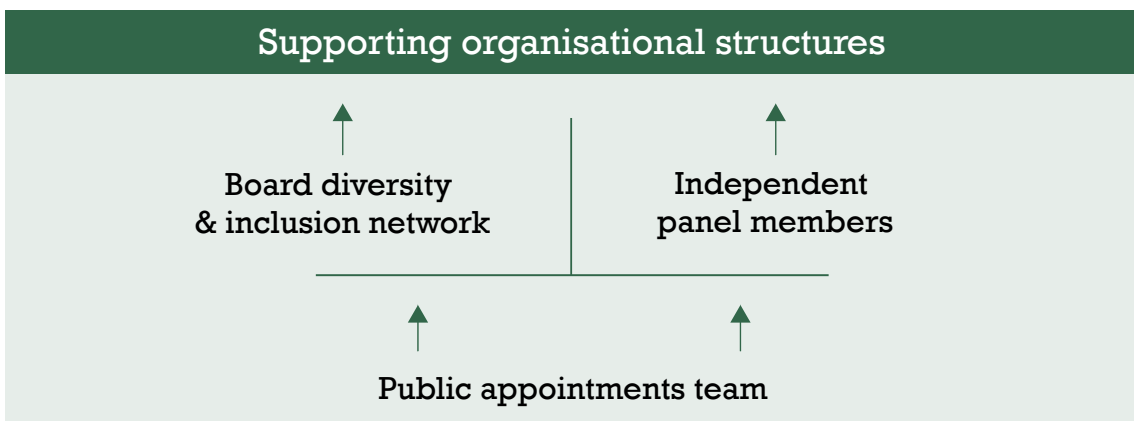 Supporting organisational structures
Board diversity
& inclusion network
Independent
panel members
Public appointments team